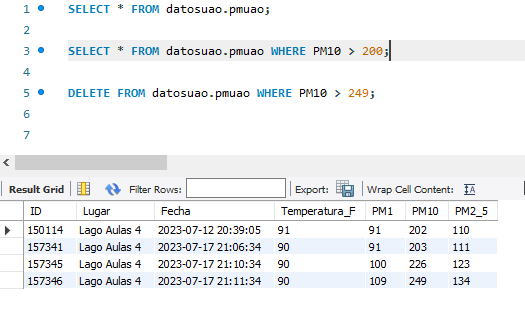 1 SELECT * FROM datosuao.pmuao;
2
3 SELECT * FROM datosuao.pmuao WHERE PM10 > 200;
4
5 DELETE FROM datosuao.pmuao WHERE PM10 > 249;
6
7
Result Grid Filter Rows: Export: Wrap Cell Content: IA
ID Lugar Fecha Temperatura_F PM1 PM10 PM2_5
150114 Lago Aulas 4 2023-07-12 20:39:05 91 91 202 110
157341 Lago Aulas 4 2023-07-17 21:06:34 90 90 203 111
157345 Lago Aulas 4 2023-07-17 21:10:34 90 100 226 123
157346 Lago Aulas 4 2023-07-17 21:11:34 90 109 249 134